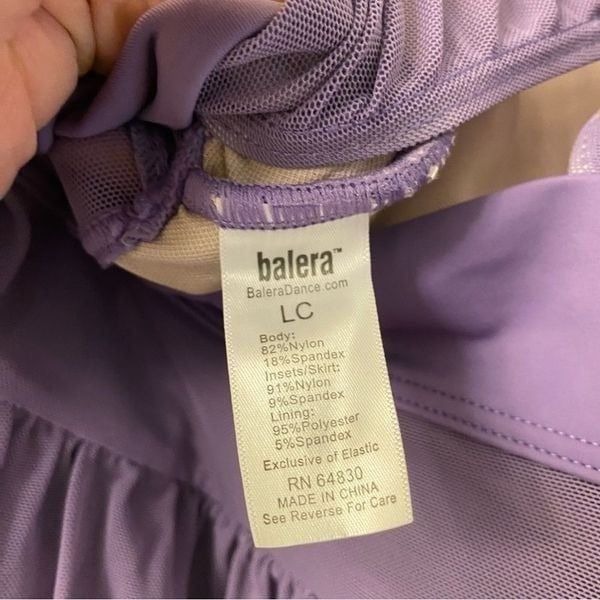 balera™
BaleraDance.com
LC
Body:
82%Nylon
18%Spandex
Insets/Skirt:
91%Nylon
9%Spandex
Lining:
95%Polyester
5%Spandex
Exclusive of Elastic
RN 64830
MADE IN CHINA
See Reverse For Care